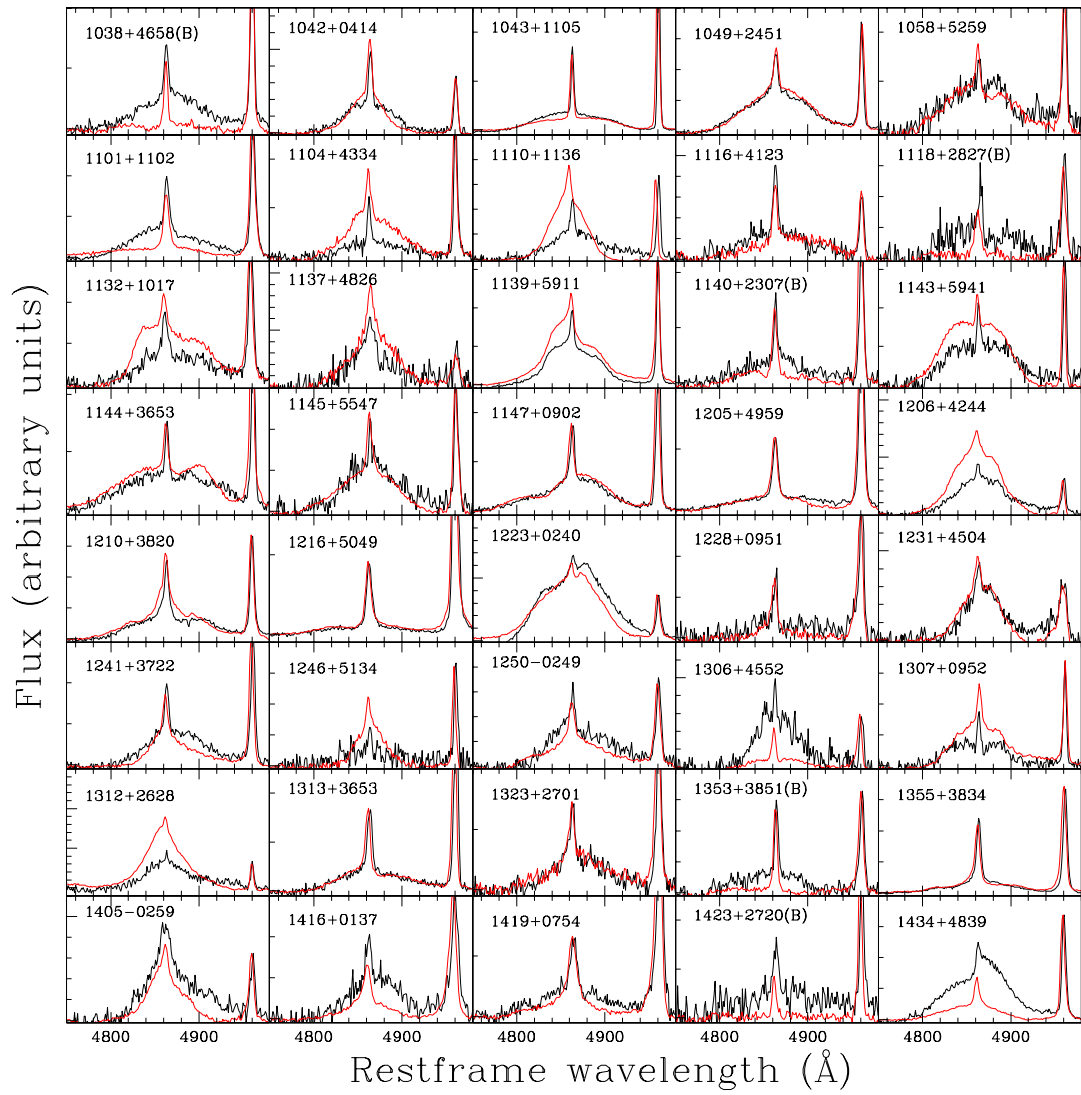 1038+4658(B) 1042+0414 1043+1105 1049+2451 1058+5259
1101+1102 1104+4334 1110+1136 1116+4123 1118+2827(B)
1132+1017 1137+4826 1139+5911 1140+2307(B) 1143+5941
1144+3653 1145+5547 1147+0902 1205+4959 1206+4244
1210+3820 1216+5049 1223+0240 1228+0951 1231+4504
1241+3722 1246+5134 1250-0249 1306+4552 1307+0952
1312+2628 1313+3653 1323+2701 1353+3851(B) 1355+3834
1405-0259 1416+0137 1419+0754 1423+2720(B) 1434+4839
4800 4900 4800 4900 4800 4900 4800 4900 4800 4900
Flux (arbitrary units)
Restframe wavelength (Å)